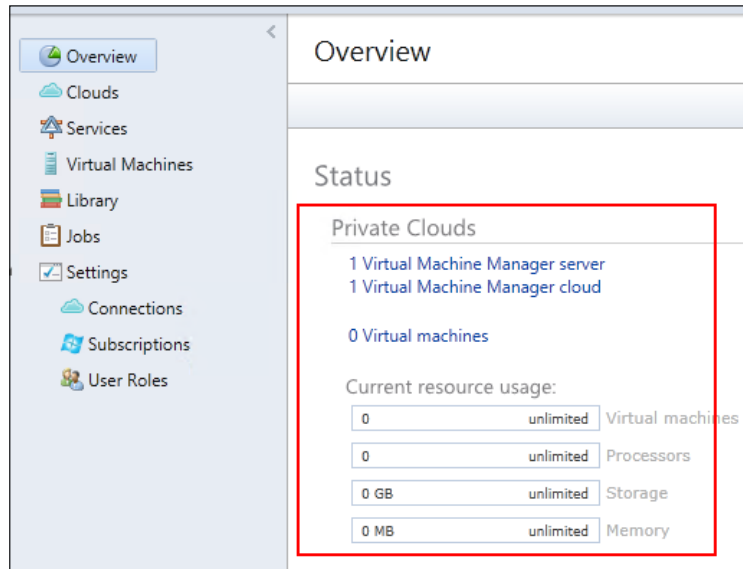 Overview
Clouds
Services
Virtual Machines
Library
Jobs
Settings
Connections
Subscriptions
User Roles
Overview
Status
Private Clouds
1 Virtual Machine Manager server
1 Virtual Machine Manager cloud
0 Virtual machines
Current resource usage:
0 unlimited Virtual machines
0 unlimited Processors
0 GB unlimited Storage
0 MB unlimited Memory